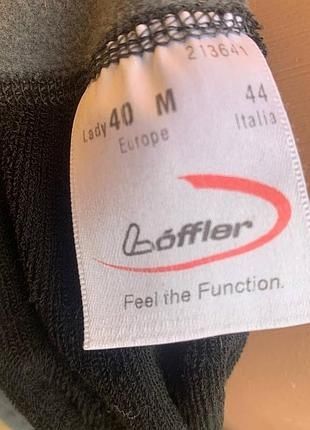 213641
Lady 40 M 44
Europe Italia
Löffler
Feel the Function.